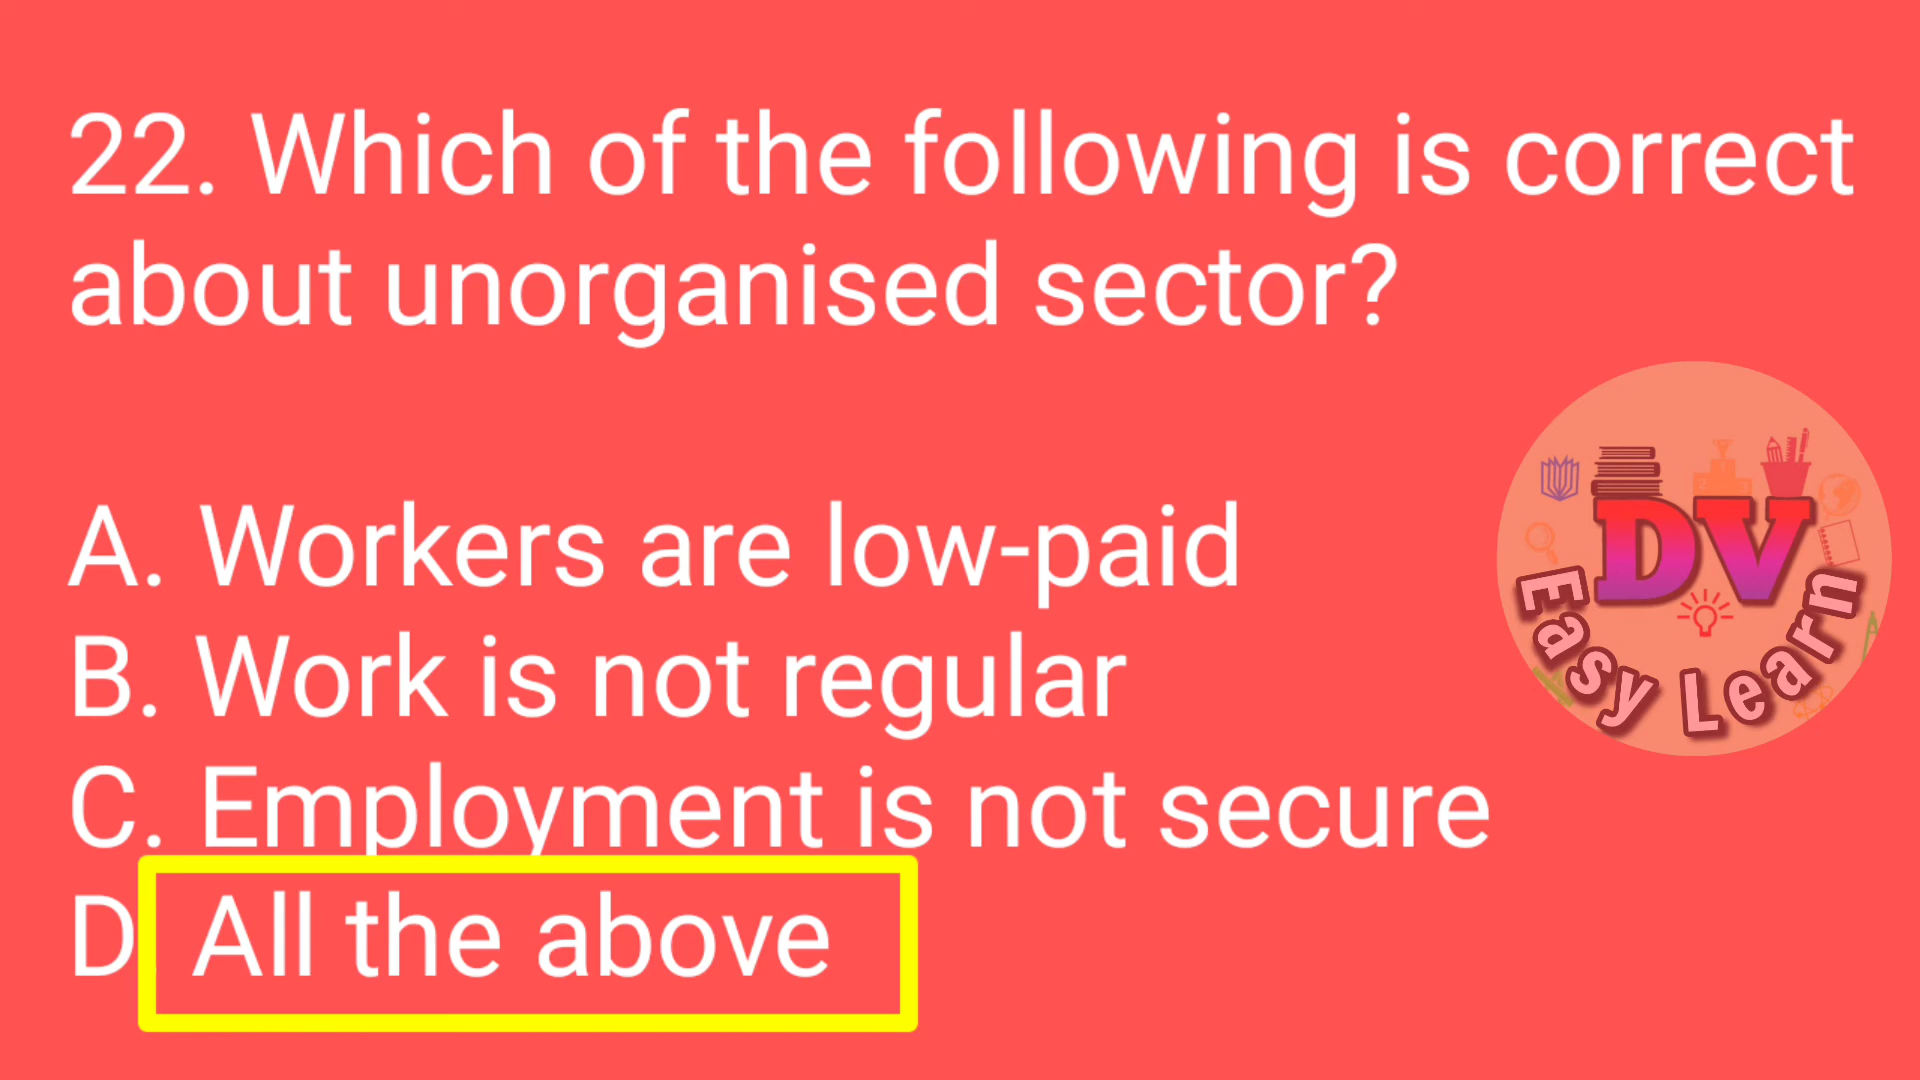 22. Which of the following is correct
about unorganised sector?
A. Workers are low-paid
B. Work is not regular
C. Employment is not secure
D All the above
DV
Easy Learn